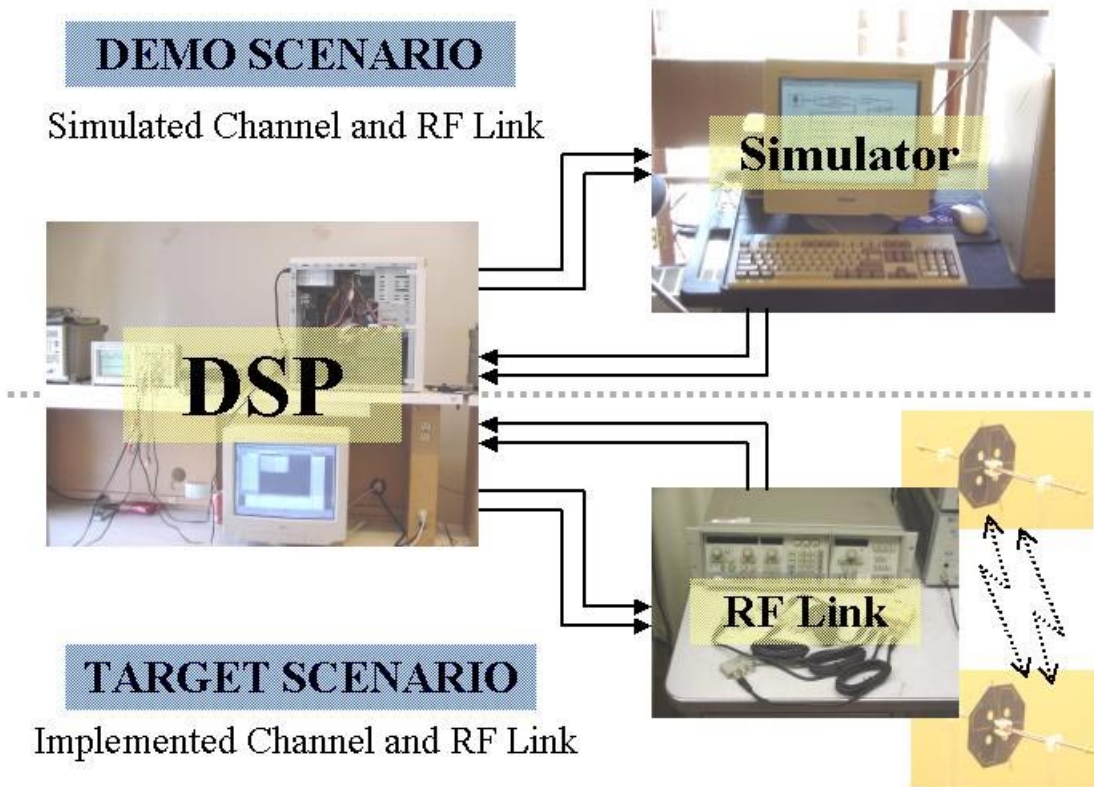 DEMO SCENARIO
Simulated Channel and RF Link
Simulator
DSP
RF Link
TARGET SCENARIO
Implemented Channel and RF Link